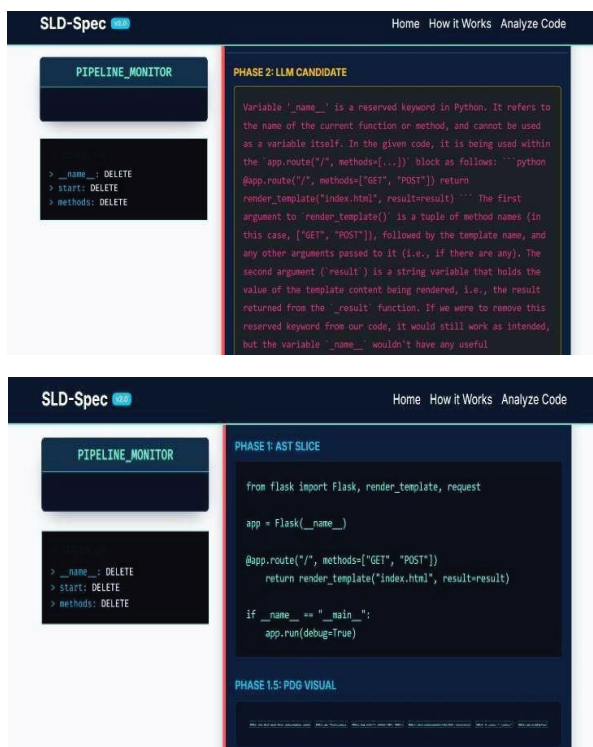 SLD-Spec v2.0
Home How it Works Analyze Code
PIPELINE_MONITOR
> __name__: DELETE
> start: DELETE
> methods: DELETE
PHASE 2: LLM CANDIDATE
Variable '_name__' is a reserved keyword in Python. It refers to
the name of the current function or method, and cannot be used
as a variable itself. In the given code, it is being used within
the `app.route("/", methods=[...])` block as follows: ```python
@app.route("/", methods=["GET", "POST"]) return
render_template("index.html", result=result) ``` The first
argument to `render_template()` is a tuple of method names (in
this case, ["GET", "POST"]), followed by the template name, and
any other arguments passed to it (i.e., if there are any). The
second argument (`result`) is a string variable that holds the
value of the template content being rendered, i.e., the result
returned from the `_result` function. If we were to remove this
reserved keyword from our code, it would still work as intended,
but the variable `_name__` wouldn't have any useful
SLD-Spec v2.0
Home How it Works Analyze Code
PIPELINE_MONITOR
> __name__: DELETE
> start: DELETE
> methods: DELETE
PHASE 1: AST SLICE
from flask import Flask, render_template, request
app = Flask(__name__)
@app.route("/", methods=["GET", "POST"])
return render_template("index.html", result=result)
if __name__ == "__main__":
app.run(debug=True)
PHASE 1.5: PDG VISUAL